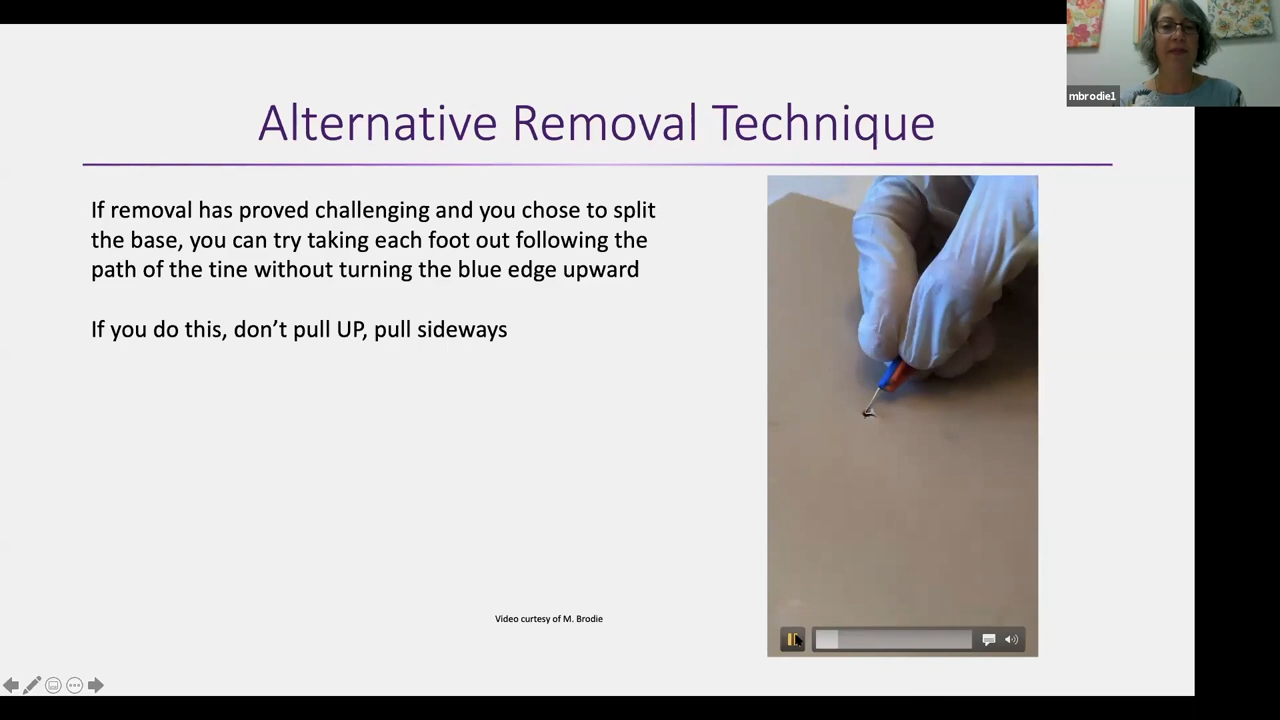 mbrodie1
Alternative Removal Technique
If removal has proved challenging and you chose to split
the base, you can try taking each foot out following the
path of the tine without turning the blue edge upward
If you do this, don’t pull UP, pull sideways
Video curtesy of M. Brodie